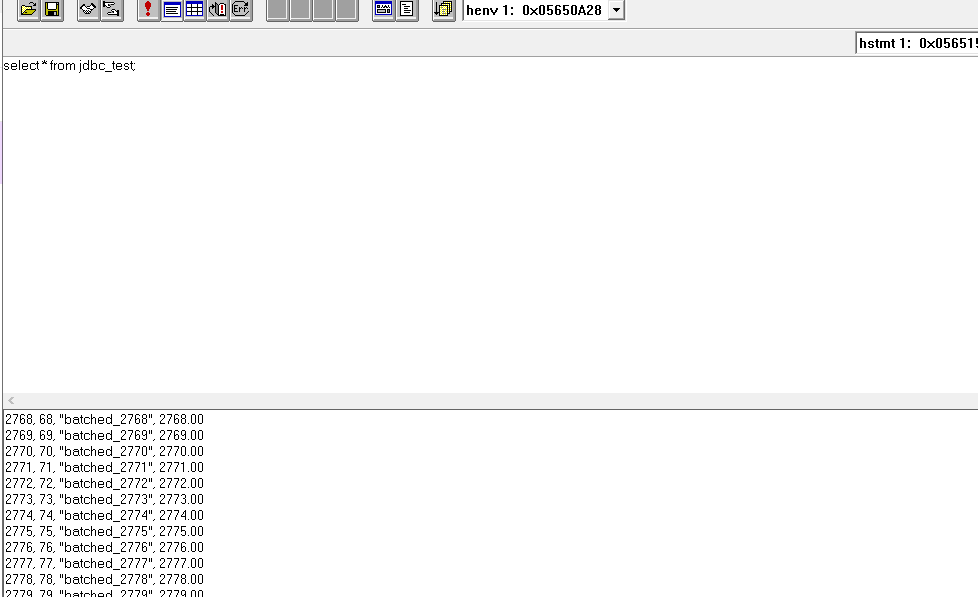 henv 1: 0x05650A28
hstmt 1:
select * from jdbc_test;
2768, 68, "batched_2768", 2768.00
2769, 69, "batched_2769", 2769.00
2770, 70, "batched_2770", 2770.00
2771, 71, "batched_2771", 2771.00
2772, 72, "batched_2772", 2772.00
2773, 73, "batched_2773", 2773.00
2774, 74, "batched_2774", 2774.00
2775, 75, "batched_2775", 2775.00
2776, 76, "batched_2776", 2776.00
2777, 77, "batched_2777", 2777.00
2778, 78, "batched_2778", 2778.00
2779, 79, "batched_2779", 2779.00